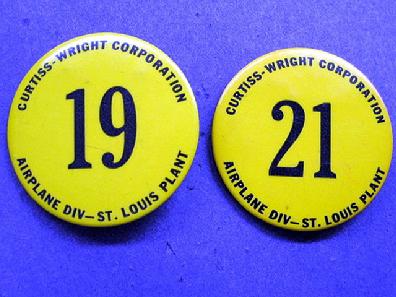 CURTISS-WRIGHT CORPORATION
19
AIRPLANE DIV—ST. LOUIS PLANT
CURTISS-WRIGHT CORPORATION
21
AIRPLANE DIV—ST. LOUIS PLANT